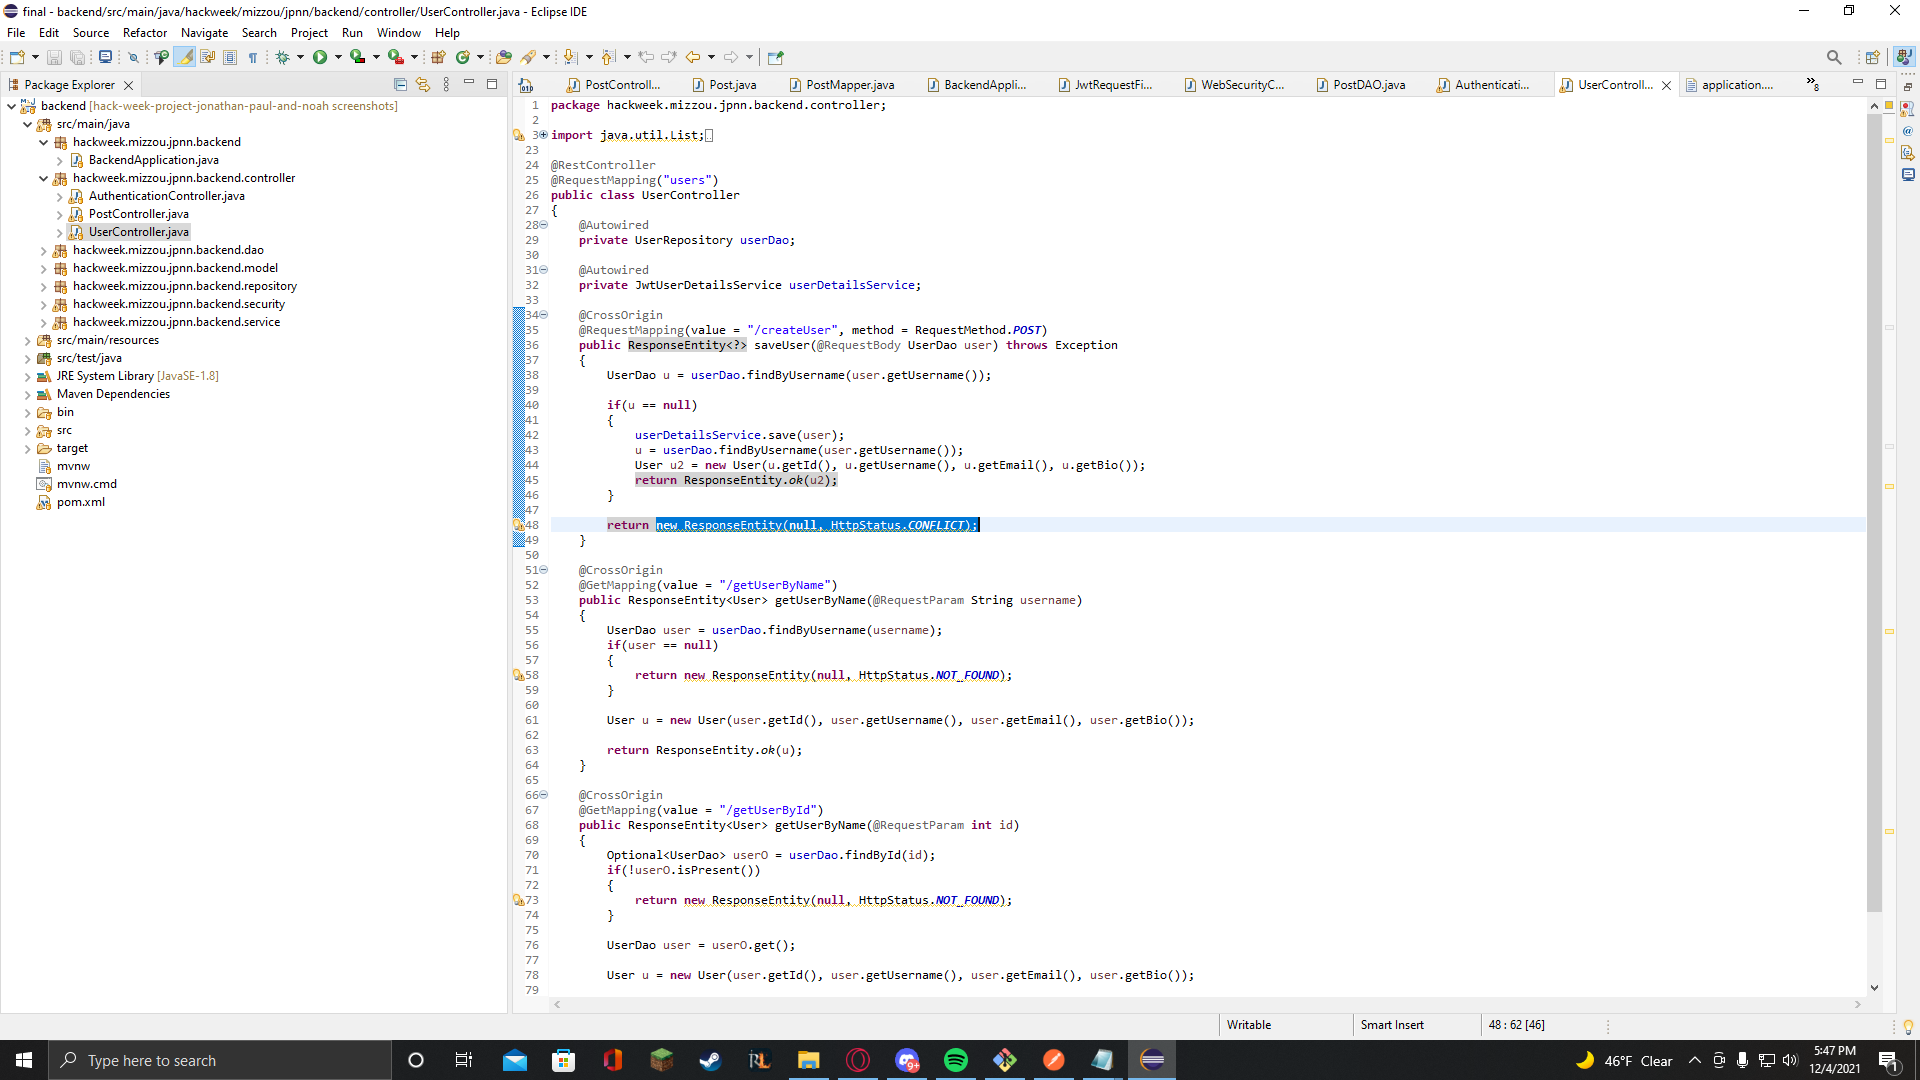 final - backend/src/main/java/hackweek/mizzou/jpnn/backend/controller/UserController.java - Eclipse IDE
File Edit Source Refactor Navigate Search Project Run Window Help
Package Explorer
backend [hack-week-project-jonathan-paul-and-noah screenshots]
src/main/java
hackweek.mizzou.jpnn.backend
BackendApplication.java
hackweek.mizzou.jpnn.backend.controller
AuthenticationController.java
PostController.java
UserController.java
hackweek.mizzou.jpnn.backend.dao
hackweek.mizzou.jpnn.backend.model
hackweek.mizzou.jpnn.backend.repository
hackweek.mizzou.jpnn.backend.security
hackweek.mizzou.jpnn.backend.service
src/main/resources
src/test/java
JRE System Library [JavaSE-1.8]
Maven Dependencies
bin
src
target
mvnw
mvnw.cmd
pom.xml
PostControll... Post.java PostMapper.java BackendAppli... JwtRequestFi... WebSecurityC... PostDAO.java Authenticati... UserControll... application.... »8
1 package hackweek.mizzou.jpnn.backend.controller;
2
3 import java.util.List;
23
24 @RestController
25 @RequestMapping("users")
26 public class UserController
27 {
28 @Autowired
29 private UserRepository userDao;
30
31 @Autowired
32 private JwtUserDetailsService userDetailsService;
33
34 @CrossOrigin
35 @RequestMapping(value = "/createUser", method = RequestMethod.POST)
36 public ResponseEntity<?> saveUser(@RequestBody UserDao user) throws Exception
37 {
38 UserDao u = userDao.findByUsername(user.getUsername());
39
40 if(u == null)
41 {
42 userDetailsService.save(user);
43 u = userDao.findByUsername(user.getUsername());
44 User u2 = new User(u.getId(), u.getUsername(), u.getEmail(), u.getBio());
45 return ResponseEntity.ok(u2);
46 }
47
48 return new ResponseEntity(null, HttpStatus.CONFLICT);
49 }
50
51 @CrossOrigin
52 @GetMapping(value = "/getUserByName")
53 public ResponseEntity<User> getUserByName(@RequestParam String username)
54 {
55 UserDao user = userDao.findByUsername(username);
56 if(user == null)
57 {
58 return new ResponseEntity(null, HttpStatus.NOT_FOUND);
59 }
60
61 User u = new User(user.getId(), user.getUsername(), user.getEmail(), user.getBio());
62
63 return ResponseEntity.ok(u);
64 }
65
66 @CrossOrigin
67 @GetMapping(value = "/getUserById")
68 public ResponseEntity<User> getUserByName(@RequestParam int id)
69 {
70 Optional<UserDao> userO = userDao.findById(id);
71 if(!userO.isPresent())
72 {
73 return new ResponseEntity(null, HttpStatus.NOT_FOUND);
74 }
75
76 UserDao user = userO.get();
77
78 User u = new User(user.getId(), user.getUsername(), user.getEmail(), user.getBio());
79
Writable Smart Insert 48 : 62 [46]
Type here to search
9+
46°F Clear
5:47 PM
12/4/2021
1